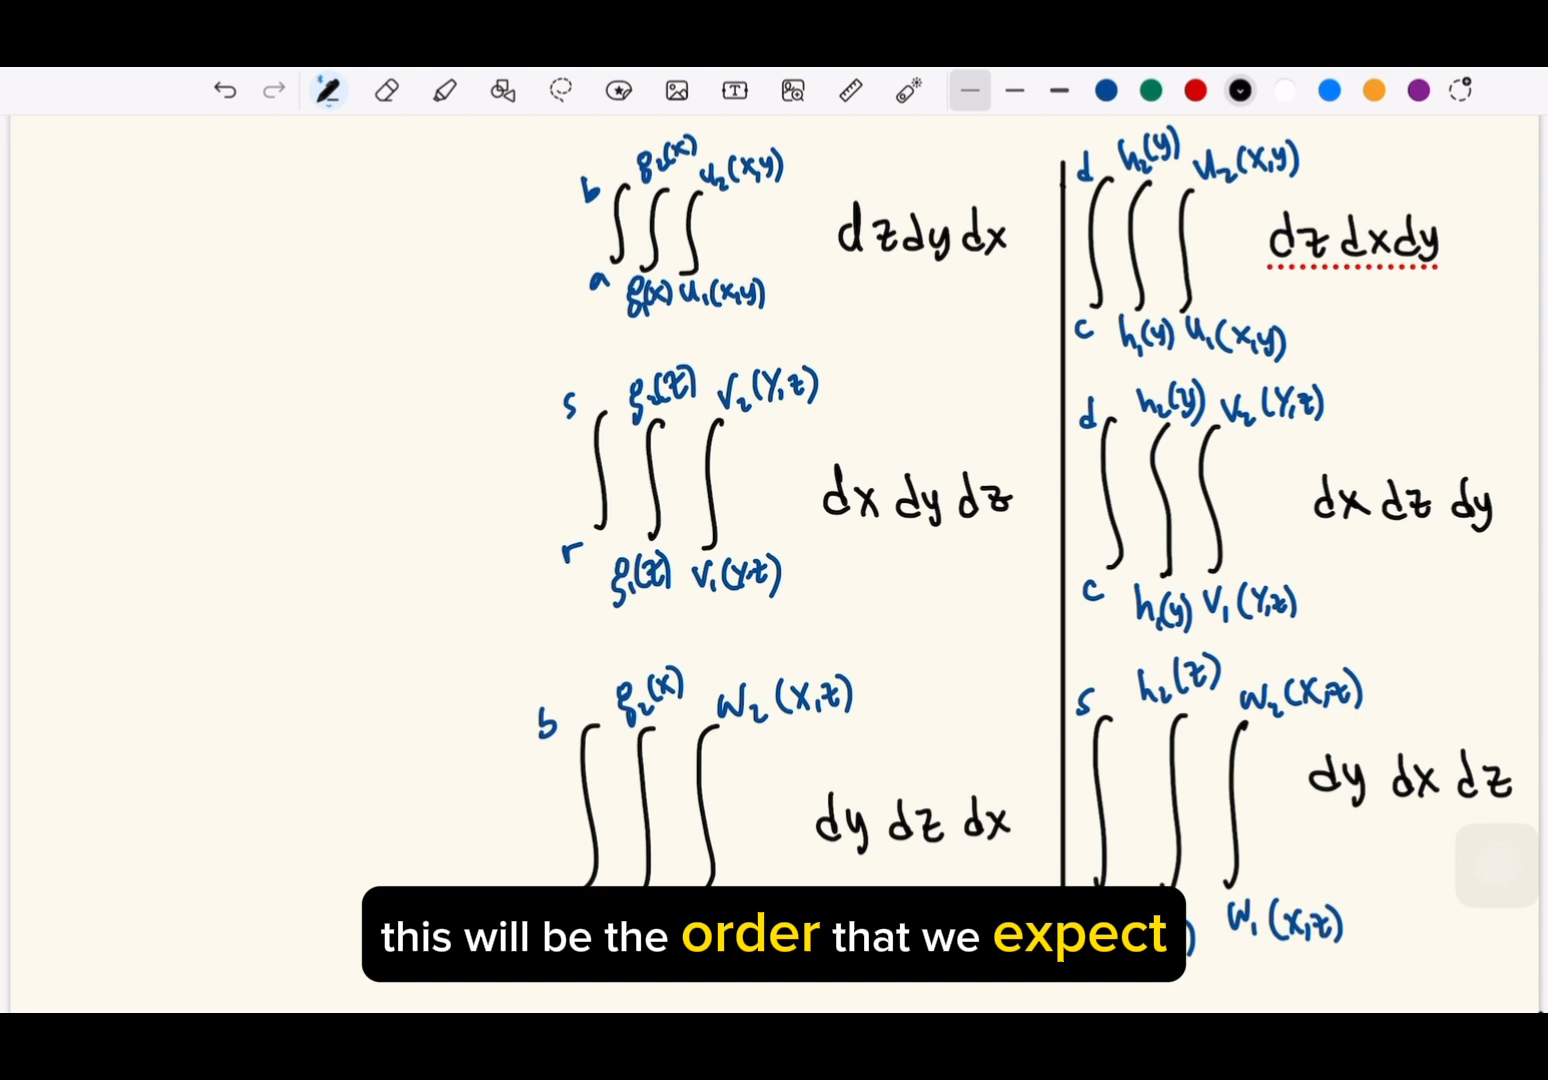 b g₂(x) u₂(x,y)
∫ ∫ ∫ dz dy dx
a g₁(x) u₁(x,y)
s g₂(z) v₂(y,z)
∫ ∫ ∫ dx dy dz
r g₁(z) v₁(y,z)
b g₂(x) w₂(x,z)
∫ ∫ ∫ dy dz dx
d h₂(y) u₂(x,y)
∫ ∫ ∫ dz dx dy
c h₁(y) u₁(x,y)
d h₂(y) v₂(y,z)
∫ ∫ ∫ dx dz dy
c h₁(y) v₁(y,z)
s h₂(z) w₂(x,z)
∫ ∫ ∫ dy dx dz
) w₁(x,z)
this will be the order that we expect